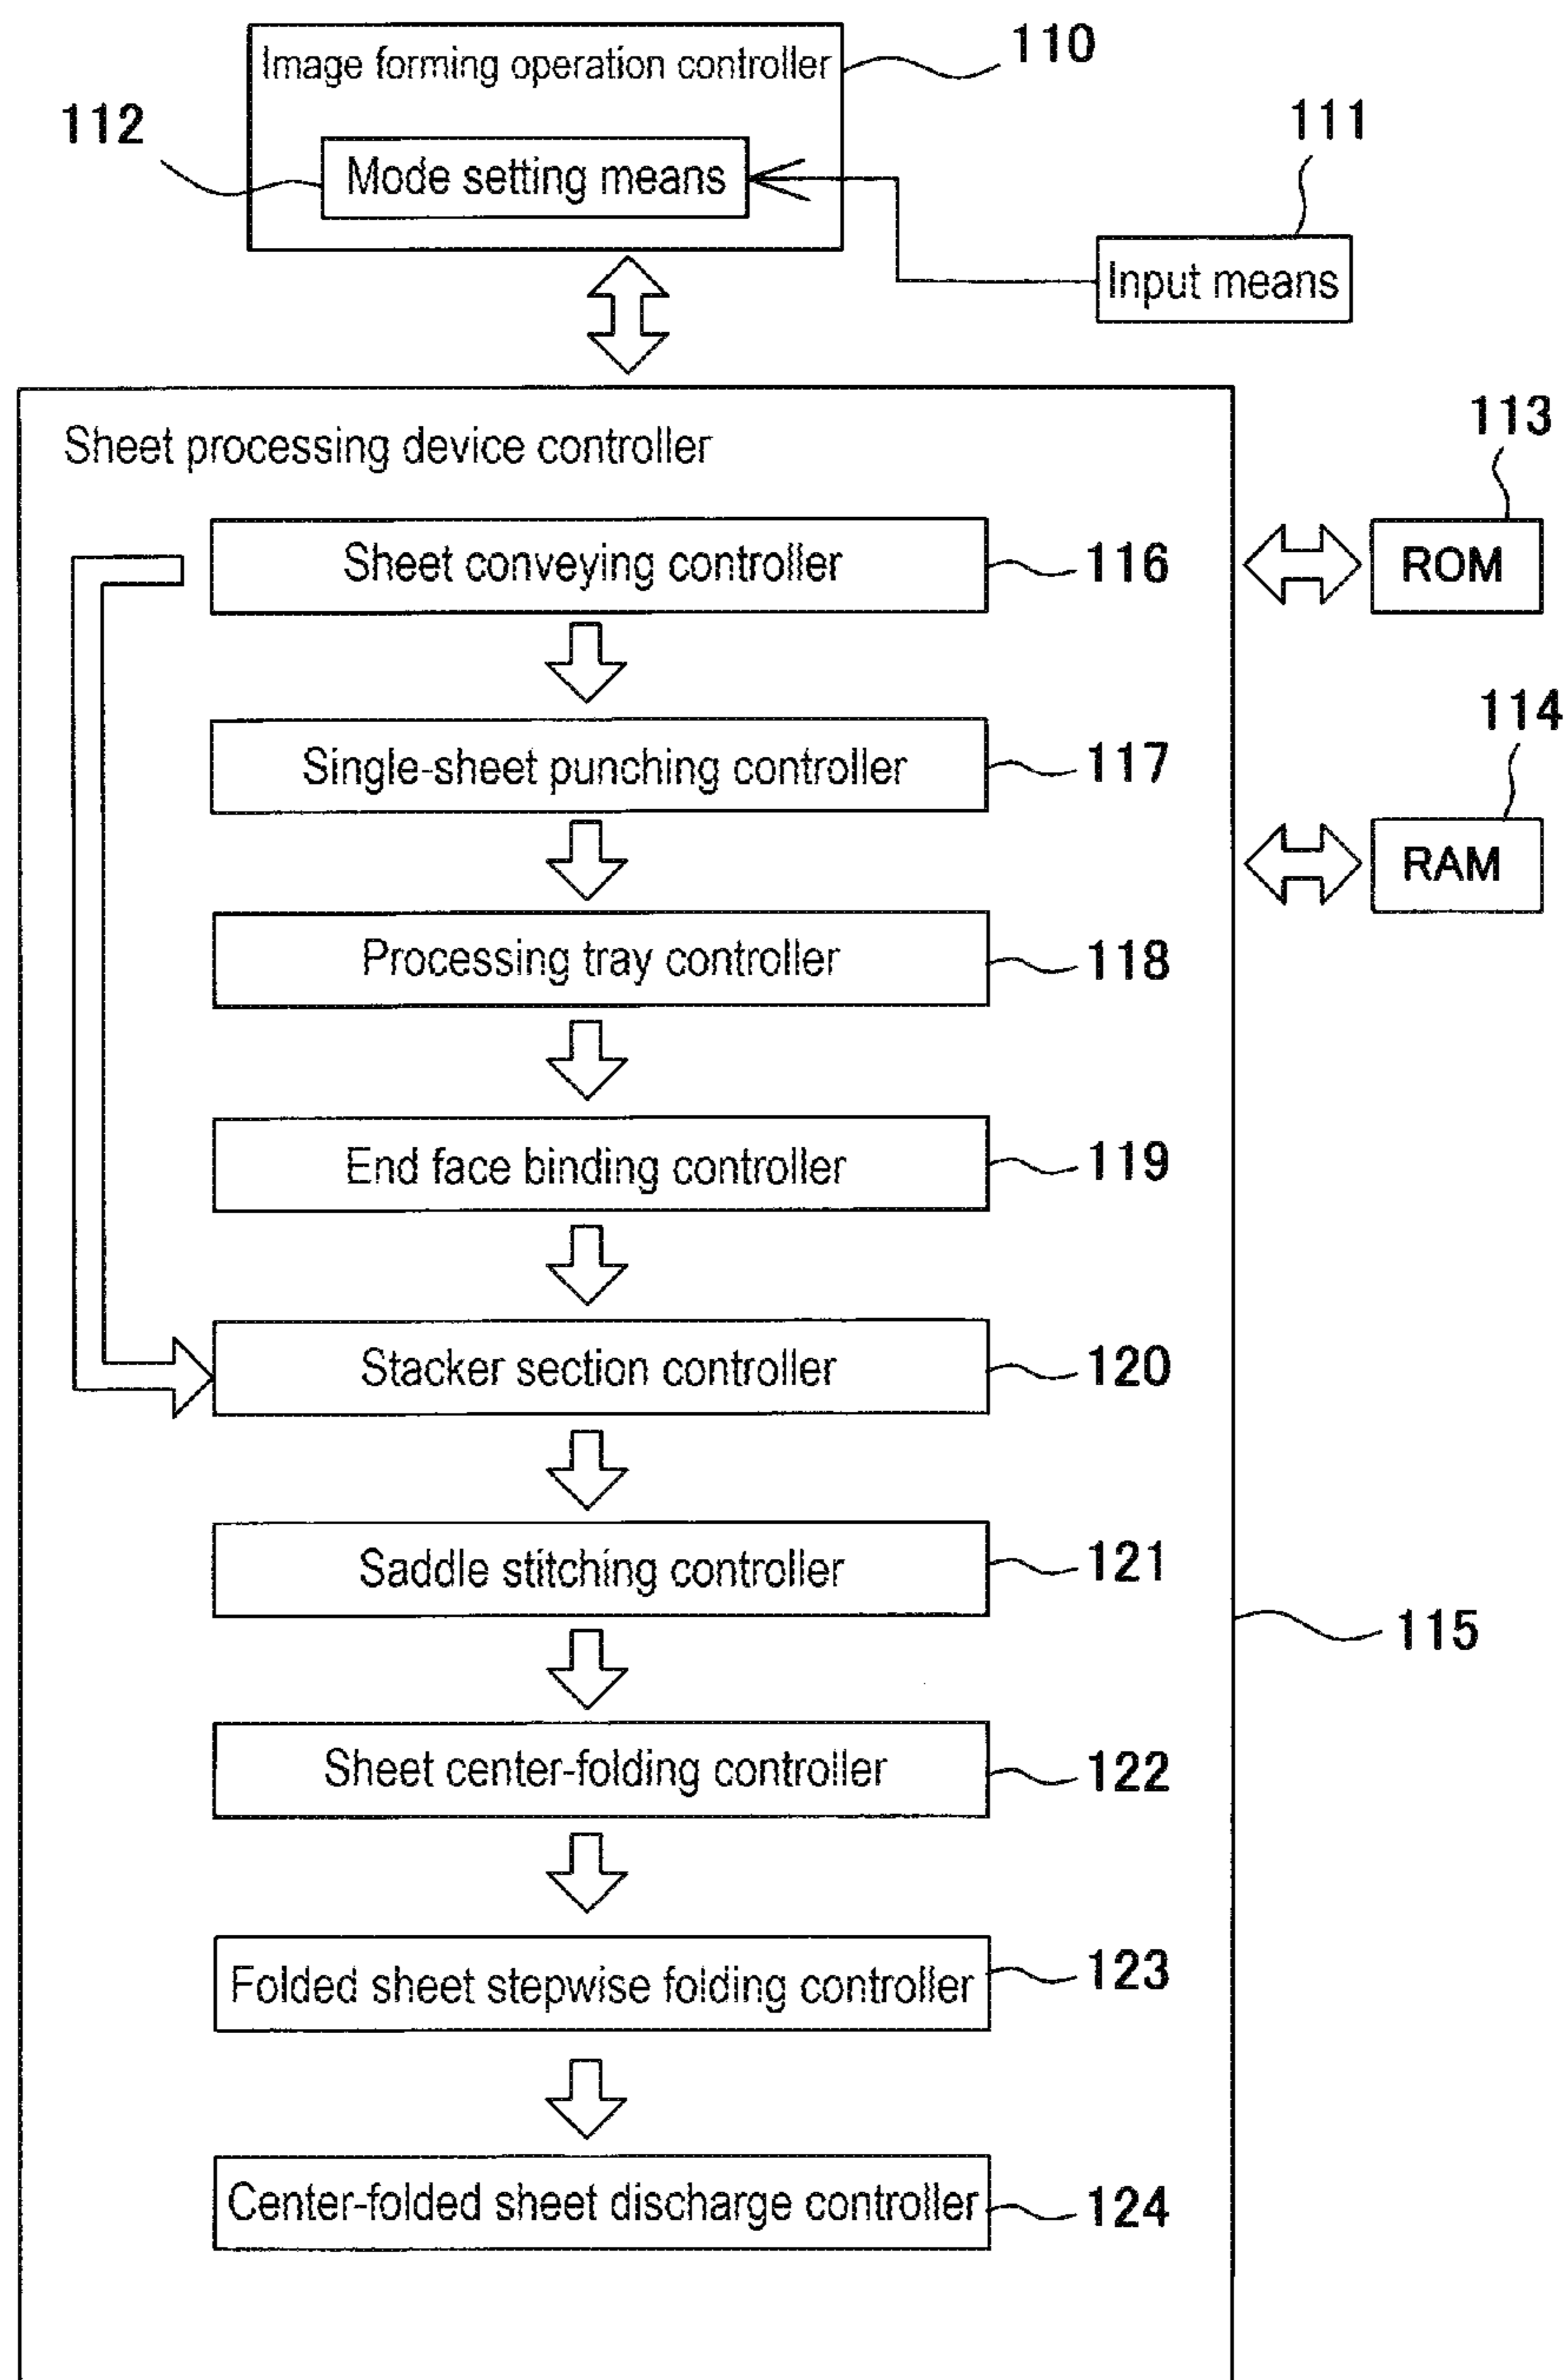 Image forming operation controller
110
112
Mode setting means
111
Input means
Sheet processing device controller
113
ROM
Sheet conveying controller
116
114
RAM
Single-sheet punching controller
117
Processing tray controller
118
End face binding controller
119
Stacker section controller
120
Saddle stitching controller
121
115
Sheet center-folding controller
122
Folded sheet stepwise folding controller
123
Center-folded sheet discharge controller
124